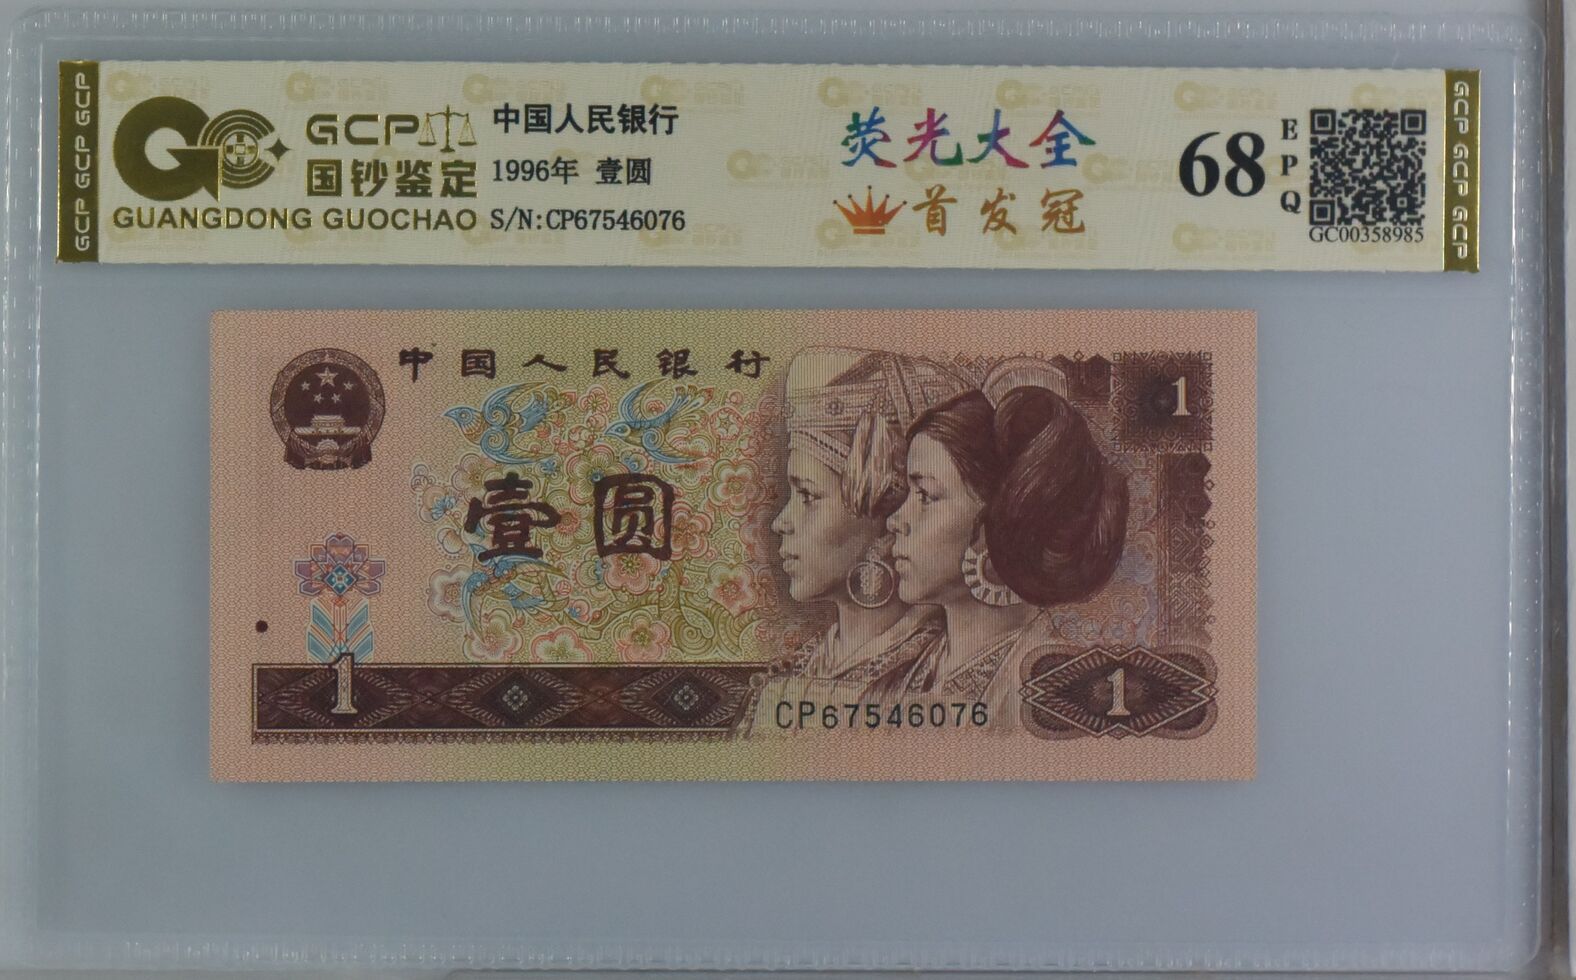 GCP GCP GCP
GCP
国钞鉴定
GUANGDONG GUOCHAO
中国人民银行
1996年 壹圆
S/N:CP67546076
荧光大全
首发冠
68
EPQ
GC00358985
GCP GCP GCP
中国人民银行
1
壹圆
1
CP67546076
1